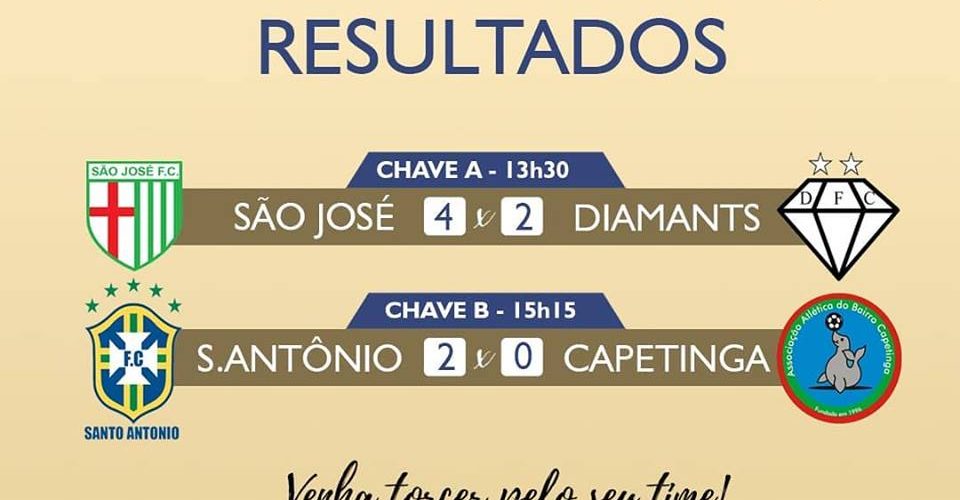 RESULTADOS
CHAVE A - 13h30
SÃO JOSÉ F.C.
SÃO JOSÉ 4 x 2 DIAMANTS
D F C
CHAVE B - 15h15
F.C
S.ANTÔNIO 2 x 0 CAPETINGA
Associação Atlética do Bairro Capetinga
Fundado em 1996
SANTO ANTONIO
Venha torcer pelo seu time!